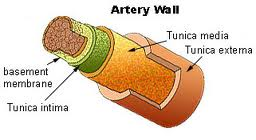 Artery Wall
Tunica media
Tunica externa
basement
membrane
Tunica intima